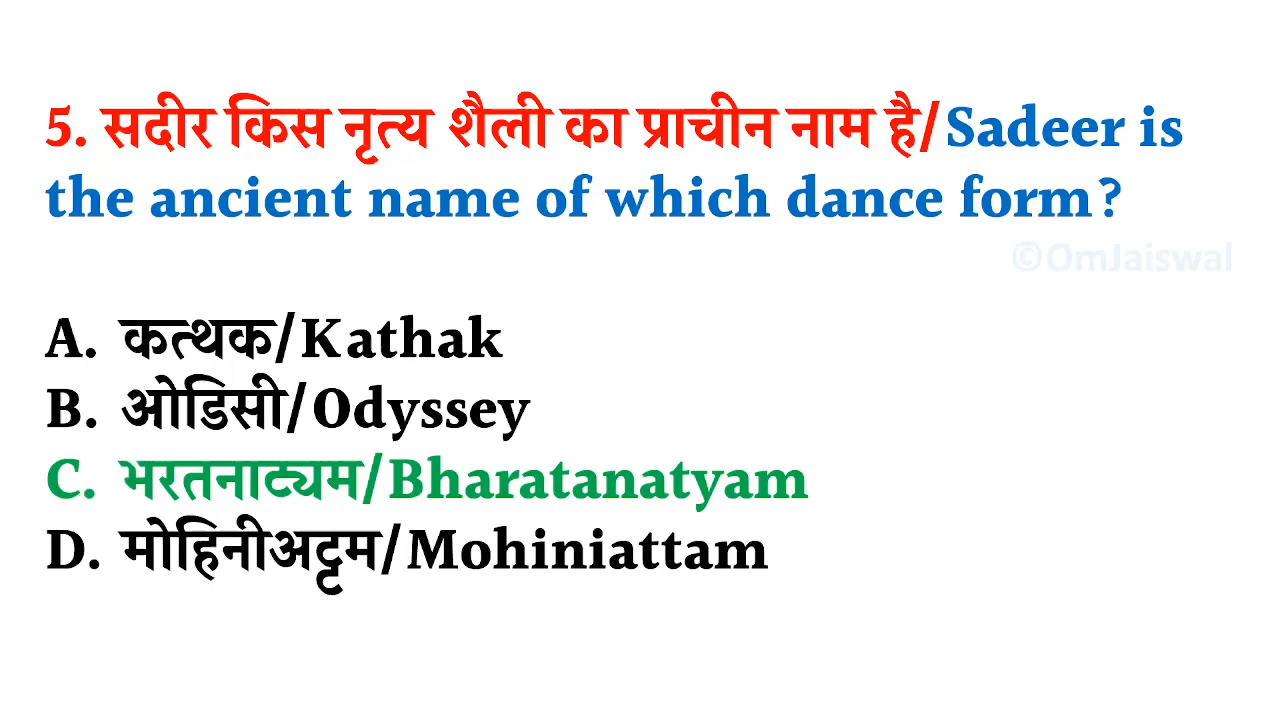 5. सदीर किस नृत्य शैली का प्राचीन नाम है/Sadeer is
the ancient name of which dance form?
©OmJaiswal
A. कत्थक/Kathak
B. ओडिसी/Odyssey
C. भरतनाट्यम/Bharatanatyam
D. मोहिनीअट्टम/Mohiniattam